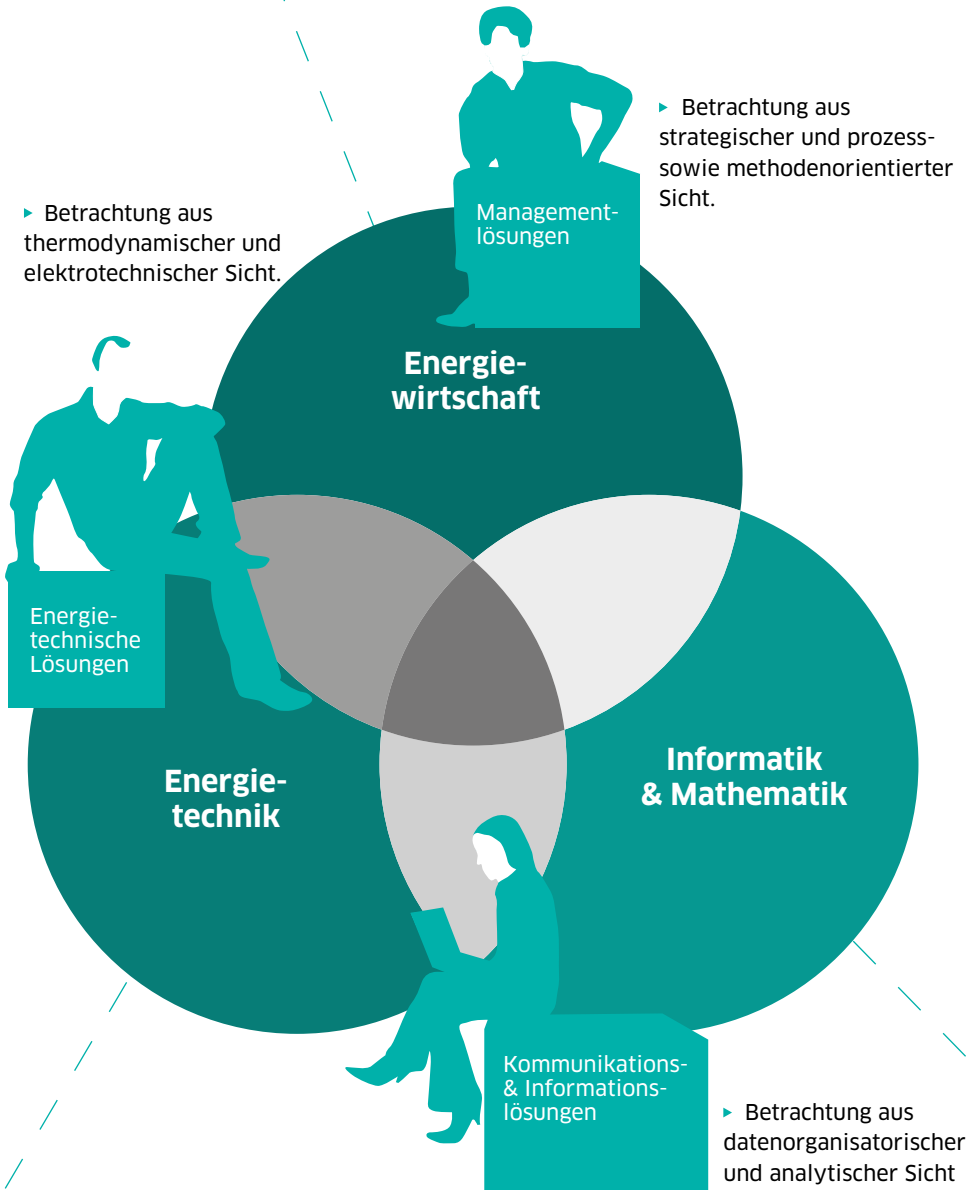 ▸ Betrachtung aus
strategischer und prozess-
sowie methodenorientierter
Sicht.
Management-
lösungen
▸ Betrachtung aus
thermodynamischer und
elektrotechnischer Sicht.
Energie-
wirtschaft
Energie-
technische
Lösungen
Energie-
technik
Informatik
& Mathematik
Kommunikations-
& Informations-
lösungen
▸ Betrachtung aus
datenorganisatorischer
und analytischer Sicht